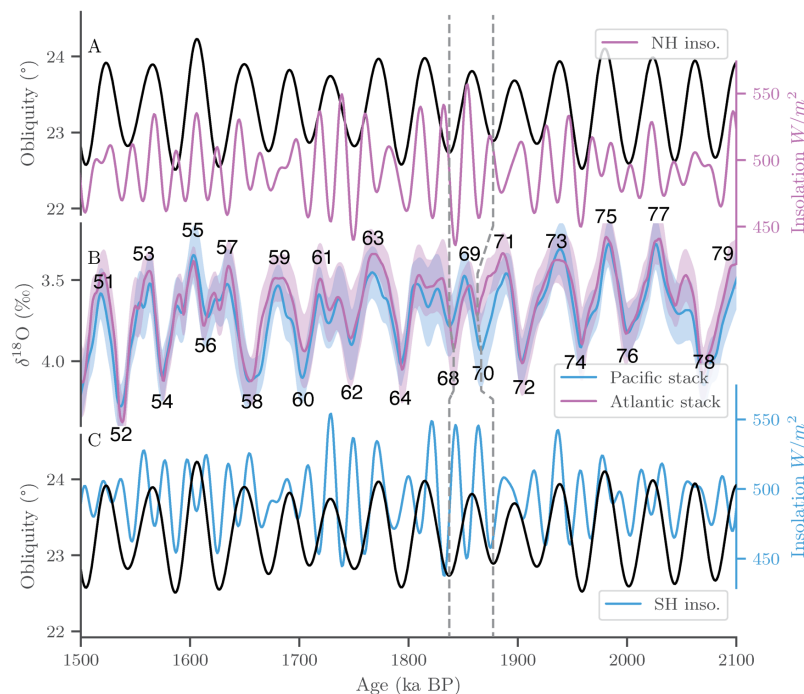 A
NH inso.
24
23
22
Obliquity (°)
550
500
450
Insolation W/m²
B
51 53 55 57 59 61 63 69 71 73 75 77 79
52 54 56 58 60 62 64 68 70 72 74 76 78
3.5
4.0
δ¹⁸O (‰)
Pacific stack
Atlantic stack
C
24
23
22
Obliquity (°)
550
500
450
Insolation W/m²
SH inso.
1500 1600 1700 1800 1900 2000 2100
Age (ka BP)